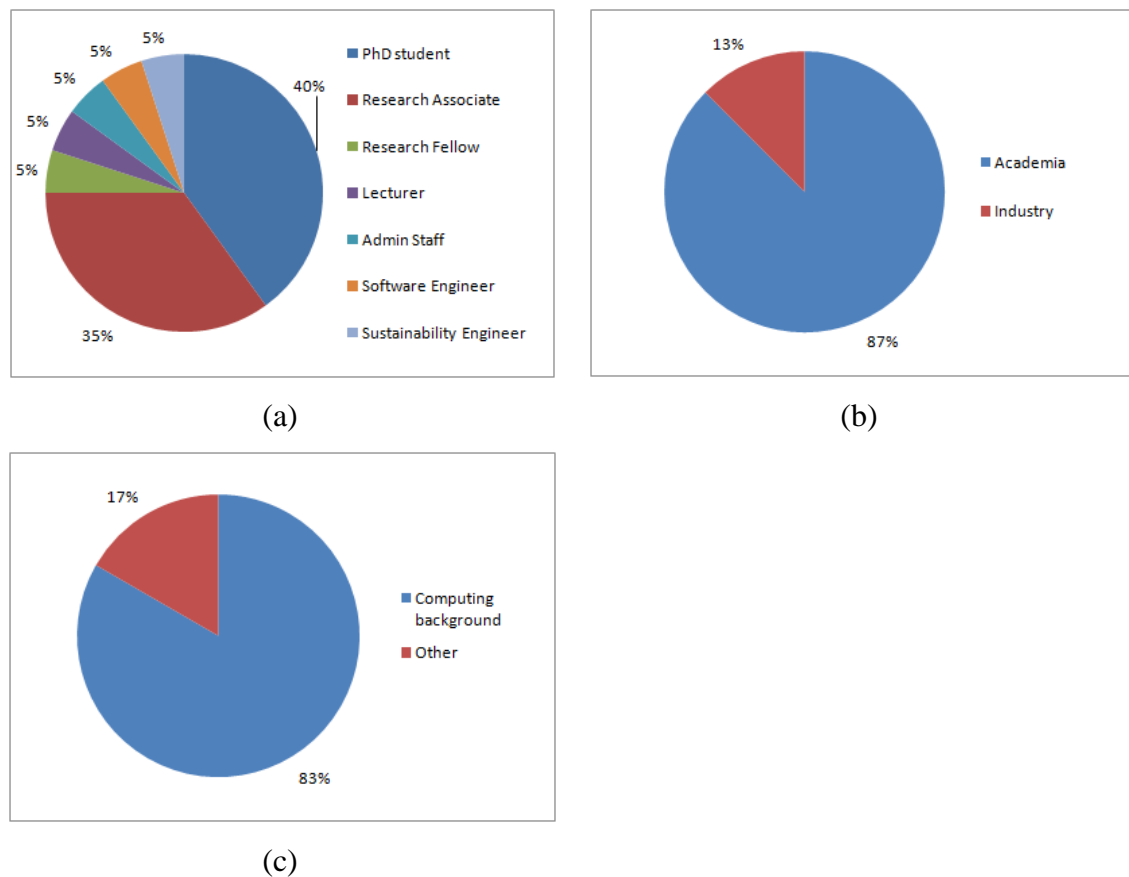 5%
5%
5%
5%
5%
40%
35%
PhD student
Research Associate
Research Fellow
Lecturer
Admin Staff
Software Engineer
Sustainability Engineer
(a)
13%
87%
Academia
Industry
(b)
17%
83%
Computing
background
Other
(c)